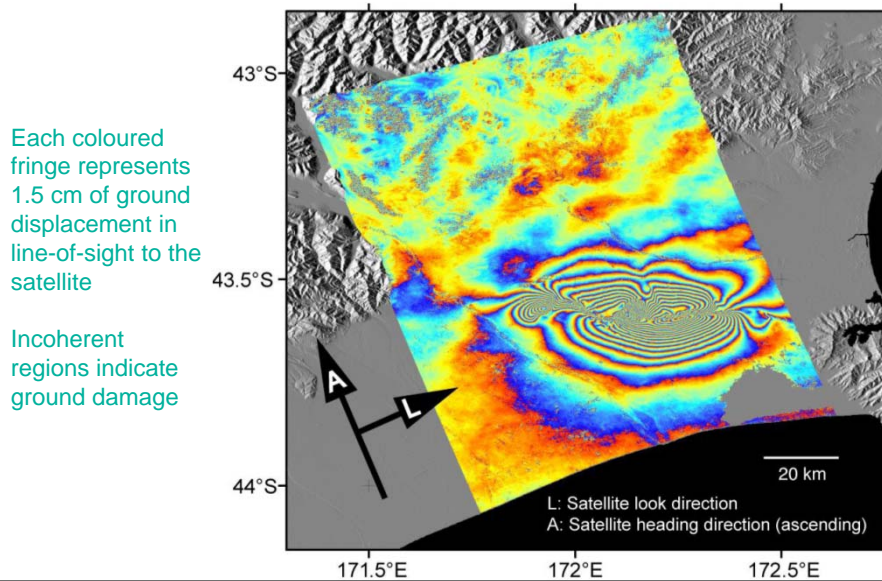 Each coloured
fringe represents
1.5 cm of ground
displacement in
line-of-sight to the
satellite
Incoherent
regions indicate
ground damage
43°S
43.5°S
44°S
A
L
20 km
L: Satellite look direction
A: Satellite heading direction (ascending)
171.5°E
172°E
172.5°E